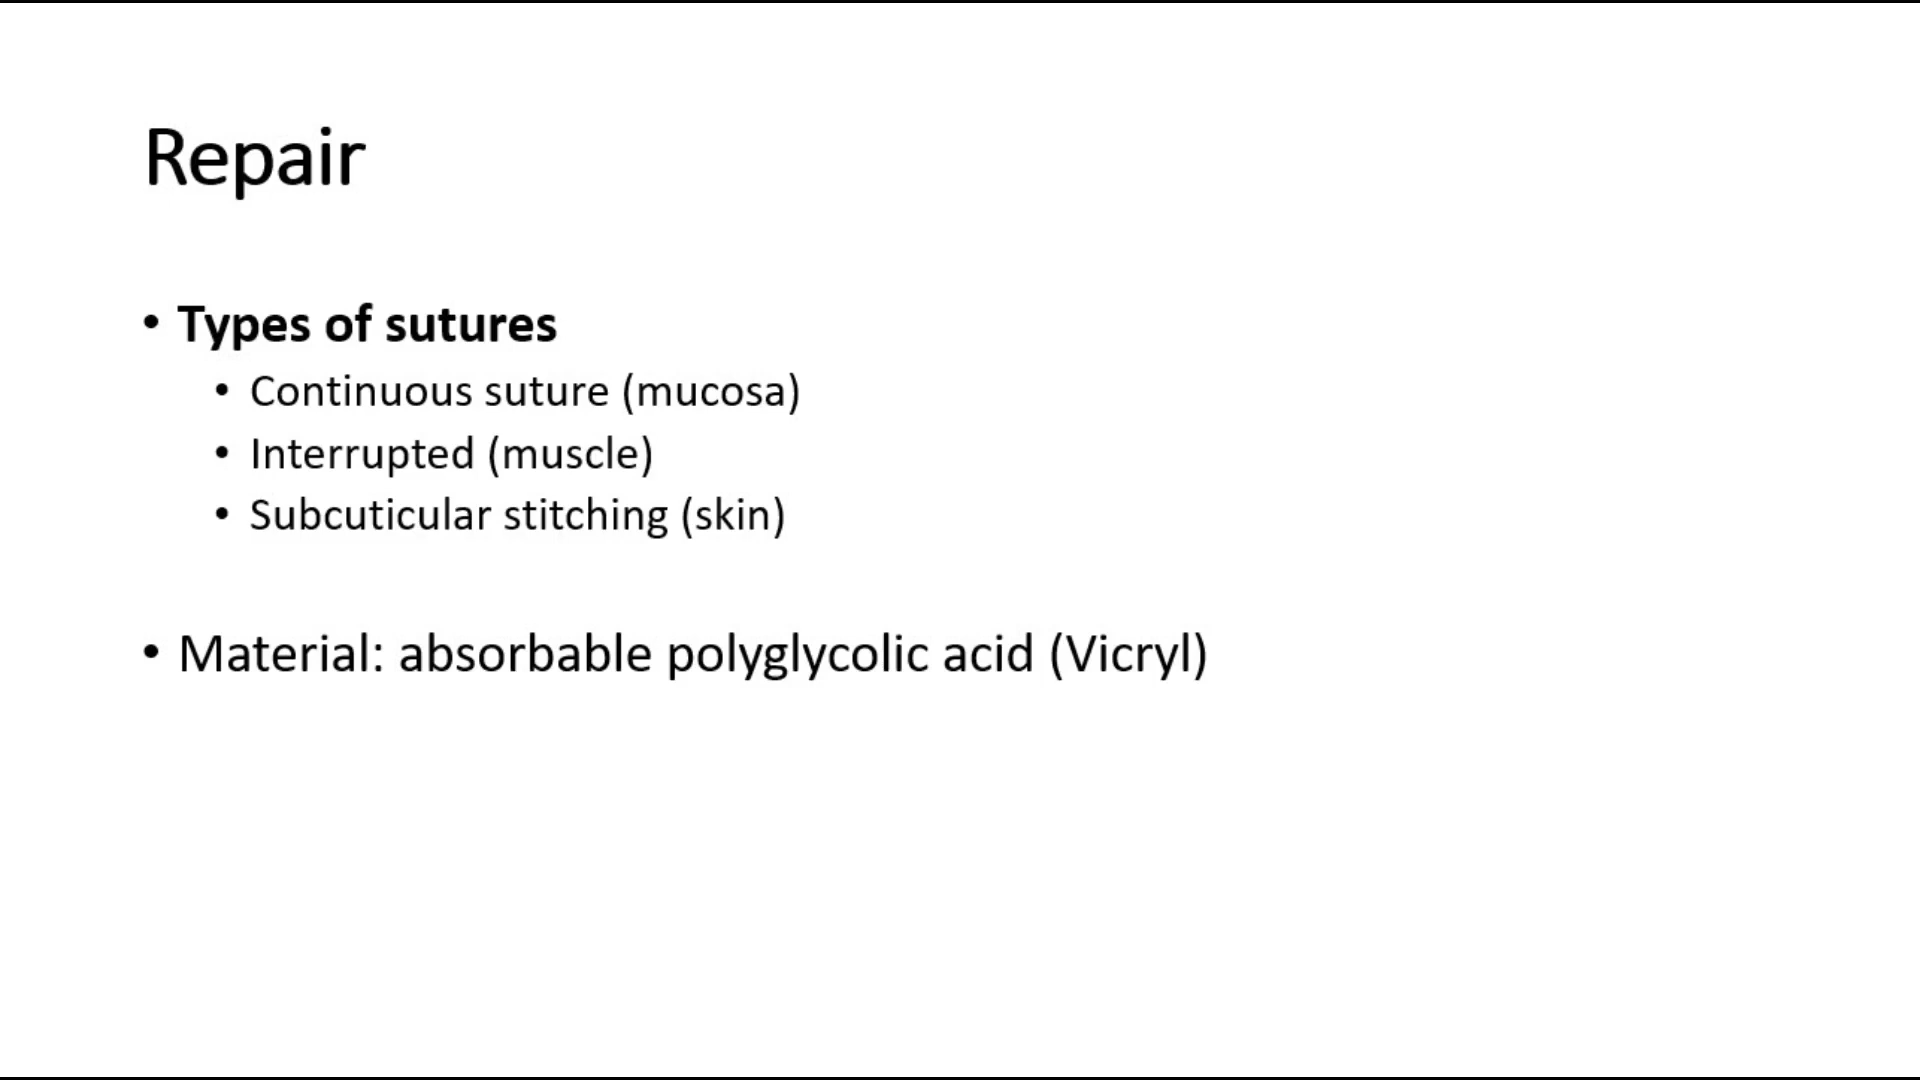 Repair
• Types of sutures
• Continuous suture (mucosa)
• Interrupted (muscle)
• Subcuticular stitching (skin)
• Material: absorbable polyglycolic acid (Vicryl)